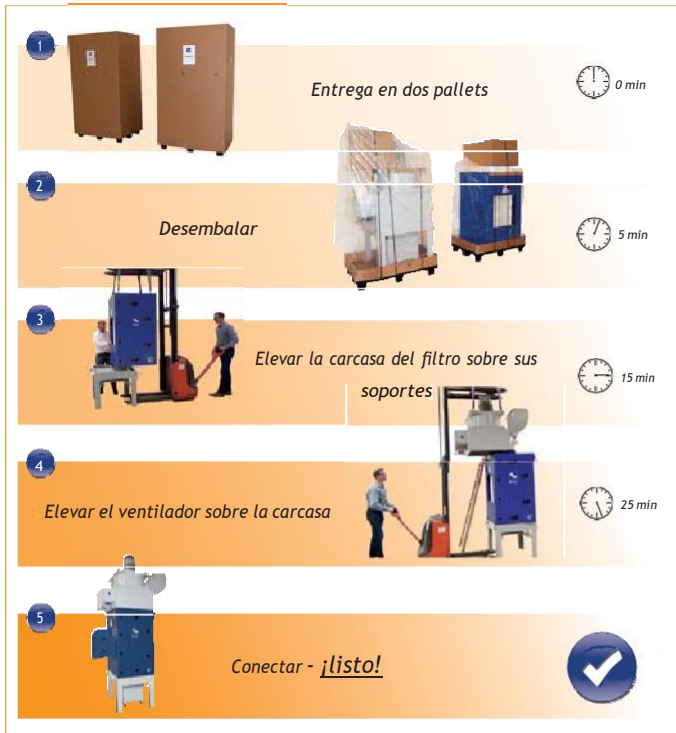 1
Entrega en dos pallets
0 min
2
Desembalar
5 min
3
Elevar la carcasa del filtro sobre sus
soportes
15 min
4
Elevar el ventilador sobre la carcasa
25 min
5
Conectar - ¡listo!